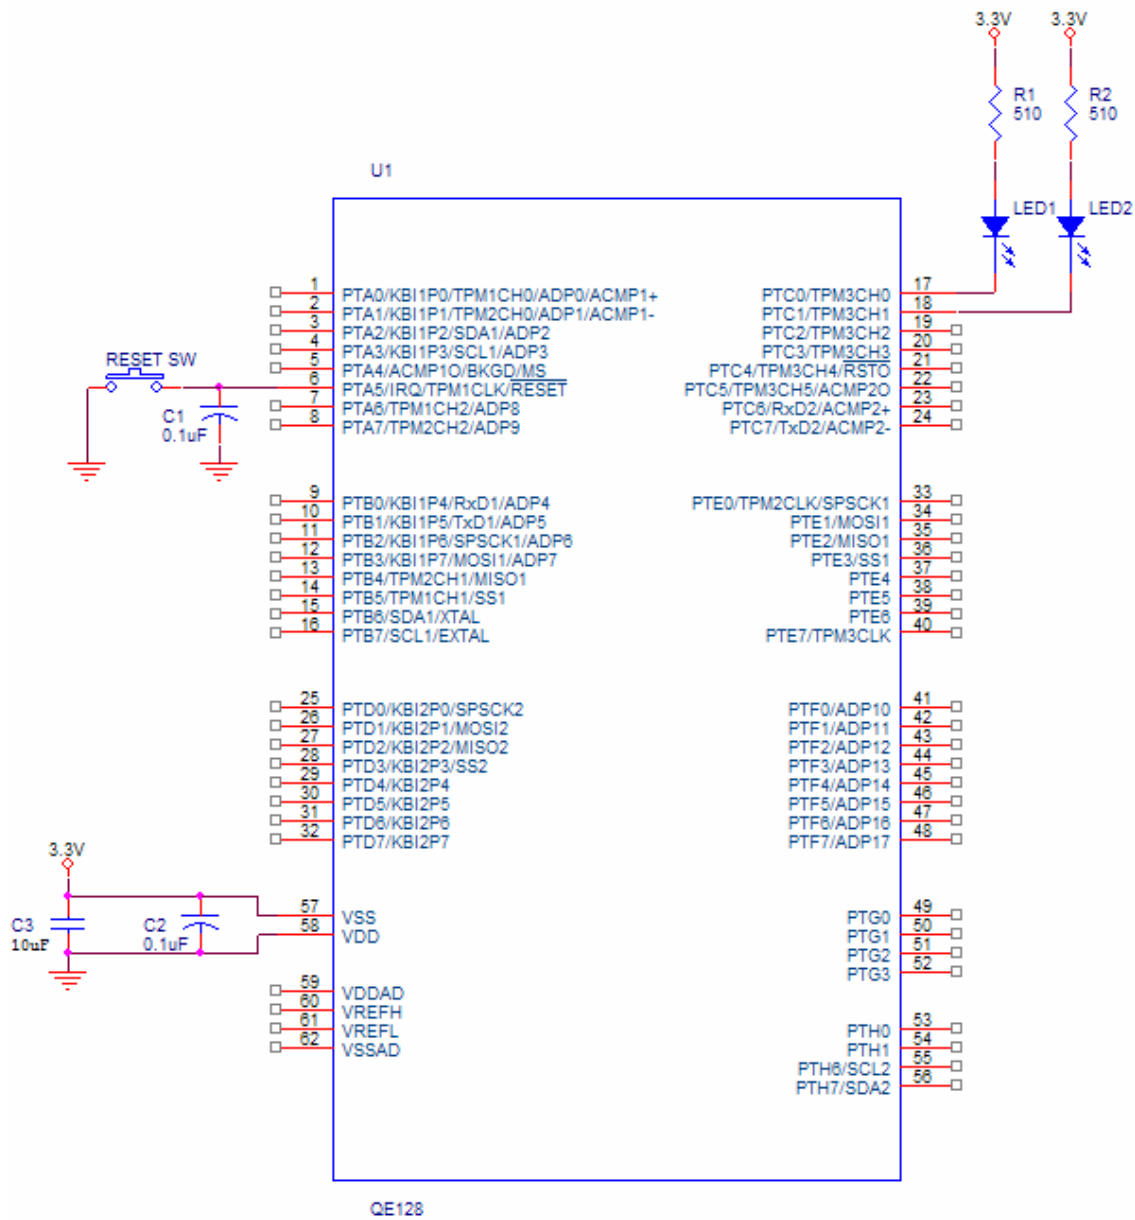 3.3V 3.3V
R1
510
R2
510
U1
LED1
LED2
1 PTA0/KBI1P0/TPM1CH0/ADP0/ACMP1+
2 PTA1/KBI1P1/TPM2CH0/ADP1/ACMP1-
3 PTA2/KBI1P2/SDA1/ADP2
4 PTA3/KBI1P3/SCL1/ADP3
5 PTA4/ACMP1O/BKGD/MS
6 PTA5/IRQ/TPM1CLK/RESET
7 PTA6/TPM1CH2/ADP8
8 PTA7/TPM2CH2/ADP9
PTC0/TPM3CH0 17
PTC1/TPM3CH1 18
PTC2/TPM3CH2 19
PTC3/TPM3CH3 20
PTC4/TPM3CH4/RSTO 21
PTC5/TPM3CH5/ACMP2O 22
PTC6/RxD2/ACMP2+ 23
PTC7/TxD2/ACMP2- 24
RESET SW
C1
0.1uF
9 PTB0/KBI1P4/RxD1/ADP4
10 PTB1/KBI1P5/TxD1/ADP5
11 PTB2/KBI1P6/SPSCK1/ADP6
12 PTB3/KBI1P7/MOSI1/ADP7
13 PTB4/TPM2CH1/MISO1
14 PTB5/TPM1CH1/SS1
15 PTB6/SDA1/XTAL
16 PTB7/SCL1/EXTAL
PTE0/TPM2CLK/SPSCK1 33
PTE1/MOSI1 34
PTE2/MISO1 35
PTE3/SS1 36
PTE4 37
PTE5 38
PTE6 39
PTE7/TPM3CLK 40
25 PTD0/KBI2P0/SPSCK2
26 PTD1/KBI2P1/MOSI2
27 PTD2/KBI2P2/MISO2
28 PTD3/KBI2P3/SS2
29 PTD4/KBI2P4
30 PTD5/KBI2P5
31 PTD6/KBI2P6
32 PTD7/KBI2P7
PTF0/ADP10 41
PTF1/ADP11 42
PTF2/ADP12 43
PTF3/ADP13 44
PTF4/ADP14 45
PTF5/ADP15 46
PTF6/ADP16 47
PTF7/ADP17 48
3.3V
C3
10uF
C2
0.1uF
57 VSS
58 VDD
59 VDDAD
60 VREFH
61 VREFL
62 VSSAD
PTG0 49
PTG1 50
PTG2 51
PTG3 52
PTH0 53
PTH1 54
PTH6/SCL2 55
PTH7/SDA2 56
QE128